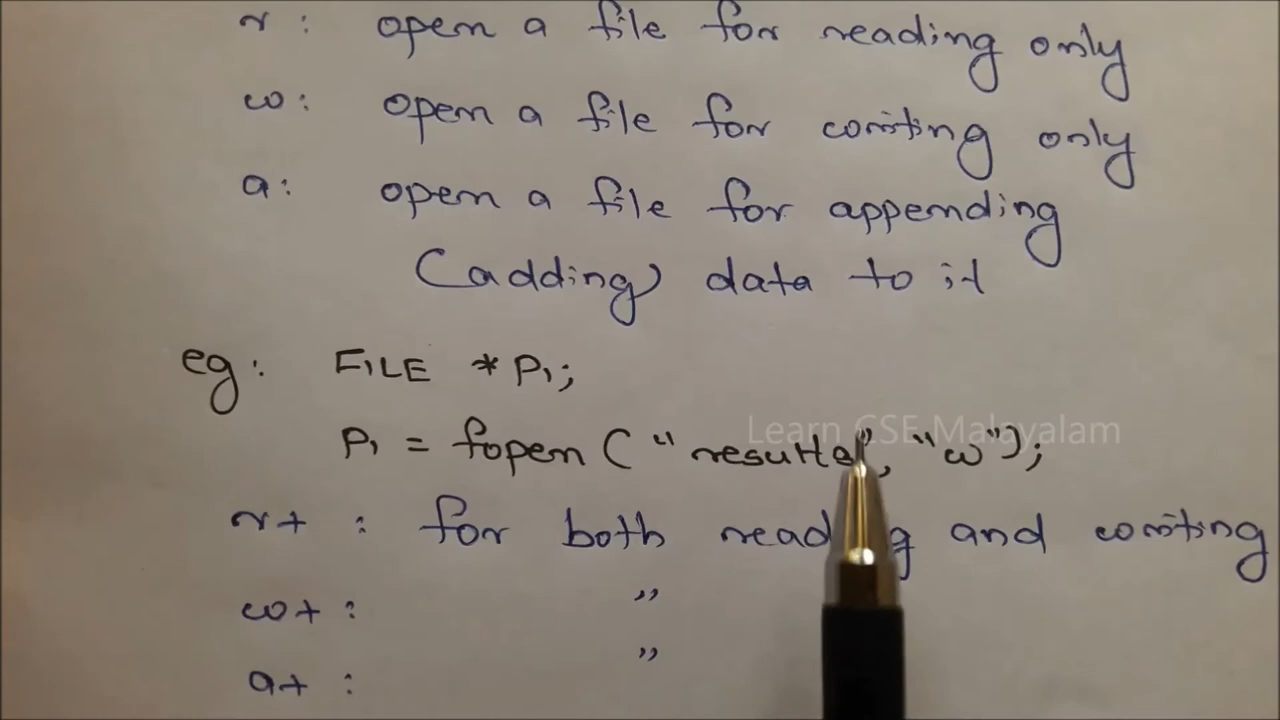 r : open a file for reading only
w : open a file for writing only
a : open a file for appending
(adding) data to it
eg : FILE *P1;
Learn CSE Malayalam
P1 = fopen ( "results", "w");
r+ : for both reading and writing
w+ : "
a+ : "